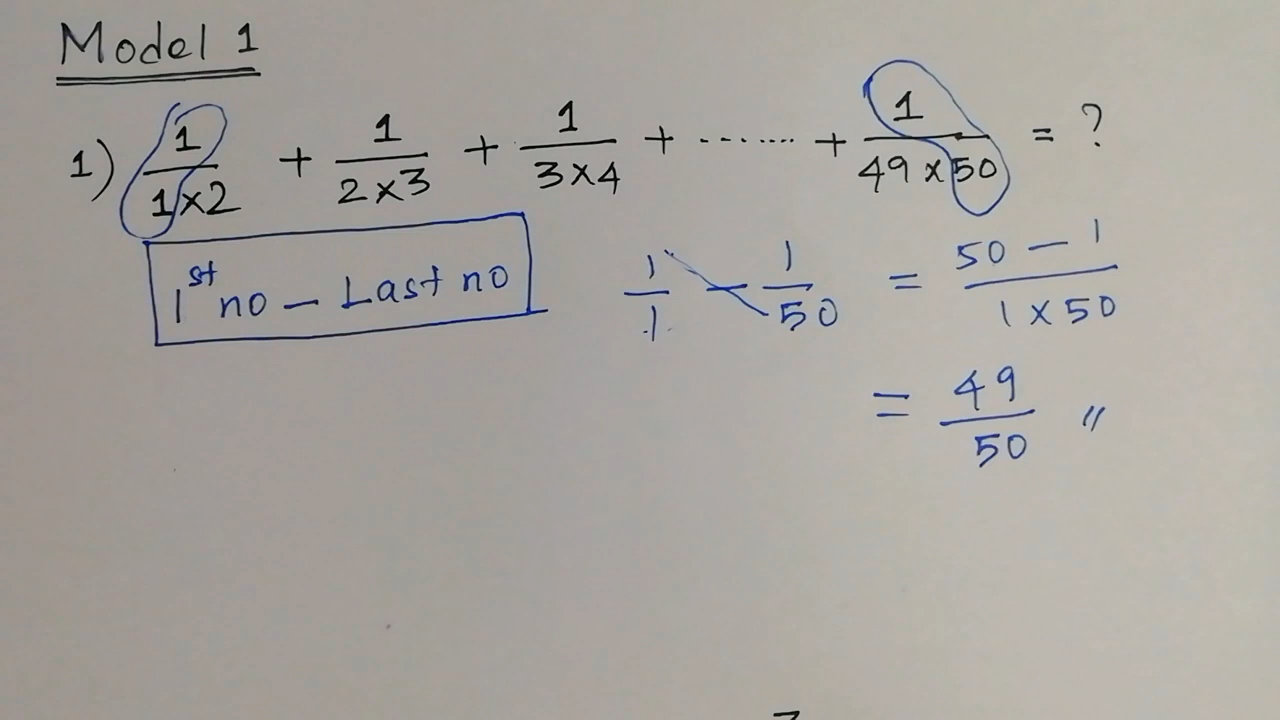 Model 1
1) 1/(1×2) + 1/(2×3) + 1/(3×4) + ....... + 1/(49×50) = ?
1st no – Last no
1/1 – 1/50 = (50 – 1)/(1 × 50)
= 49/50 〃